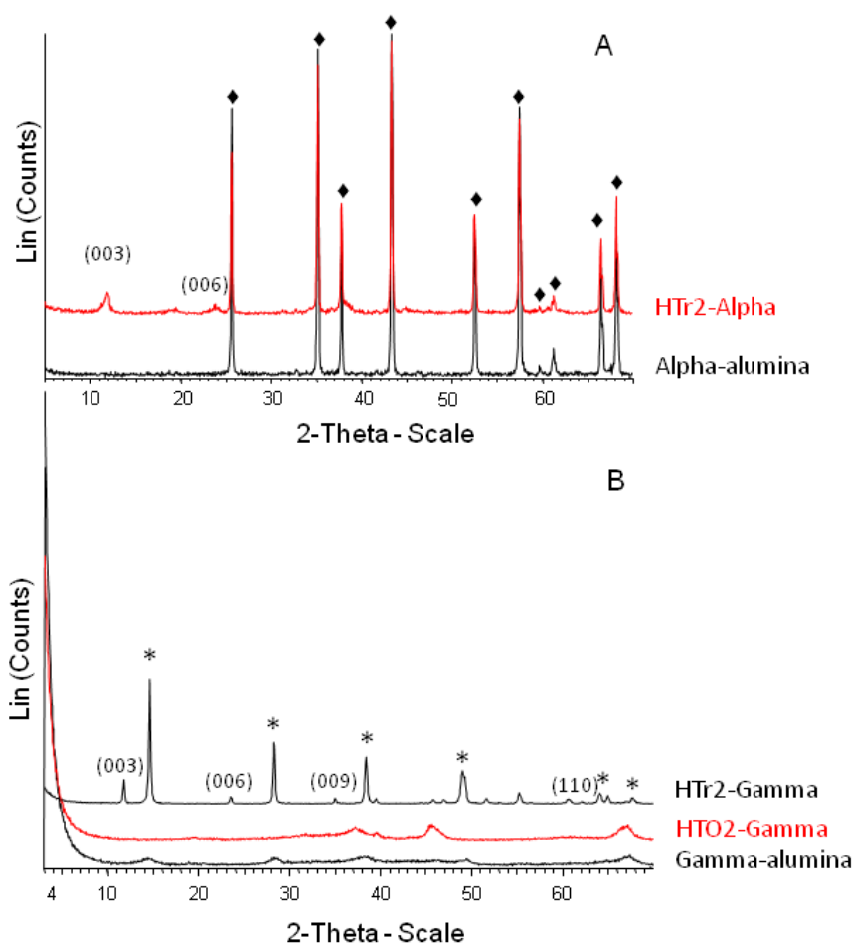 A
Lin (Counts)
(003)
(006)
HTr2-Alpha
Alpha-alumina
10 20 30 40 50 60
2-Theta - Scale
B
Lin (Counts)
* * * * * *
(003) (006) (009) (110)
HTr2-Gamma
HTO2-Gamma
Gamma-alumina
4 10 20 30 40 50 60
2-Theta - Scale